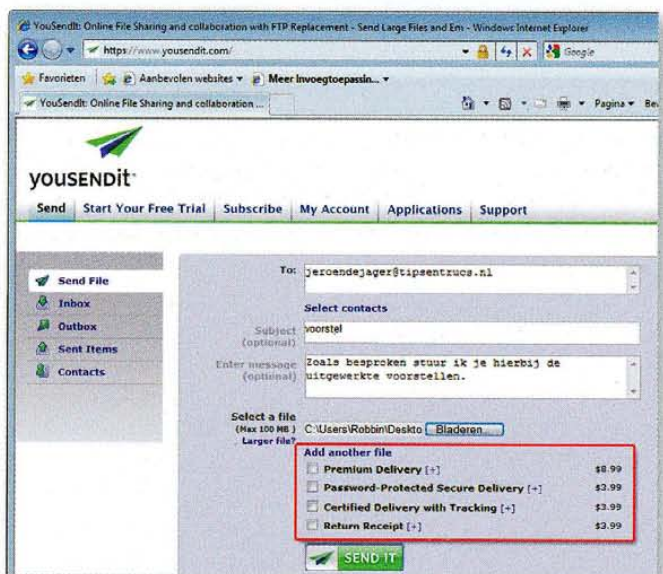 YouSendIt: Online File Sharing and collaboration with FTP Replacement - Send Large Files and Em - Windows Internet Explorer
https://www.yousendit.com/
Google
Favorieten Aanbevolen websites Meer Invoegtoepassin...
YouSendIt: Online File Sharing and collaboration ... Pagina Be
YOUSENDiT
Send Start Your Free Trial Subscribe My Account Applications Support
Send File
Inbox
Outbox
Sent Items
Contacts
To: jeroendejager@tipsentrucs.nl
Select contacts
Subject (optional) voorstel
Enter message (optional) Zoals besproken stuur ik je hierbij de
uitgewerkte voorstellen.
Select a file
(Max 100 MB ) C:\Users\Robbin\Deskto Bladeren...
Larger file?
Add another file
Premium Delivery [+] $8.99
Password-Protected Secure Delivery [+] $3.99
Certified Delivery with Tracking [+] $3.99
Return Receipt [+] $3.99
SEND IT